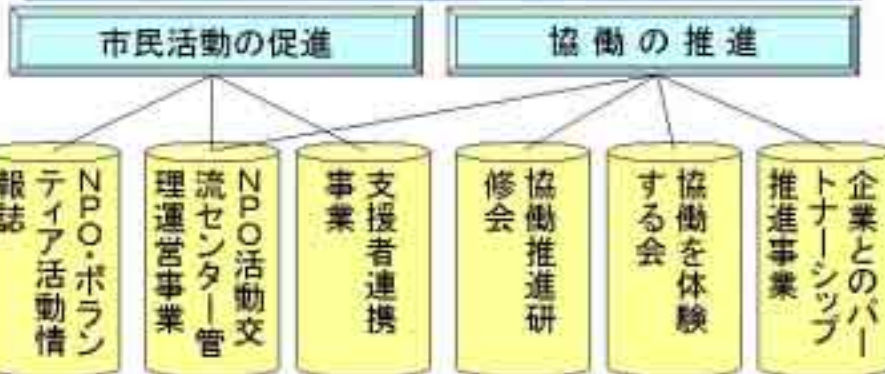 市民活動の促進
協働の推進
NPO・ボラン
ティア活動情
報誌
NPO活動交
流センター管
理運営事業
支援者連携
事業
協働推進研
修会
協働を体験
する会
企業とのパー
トナーシップ
推進事業